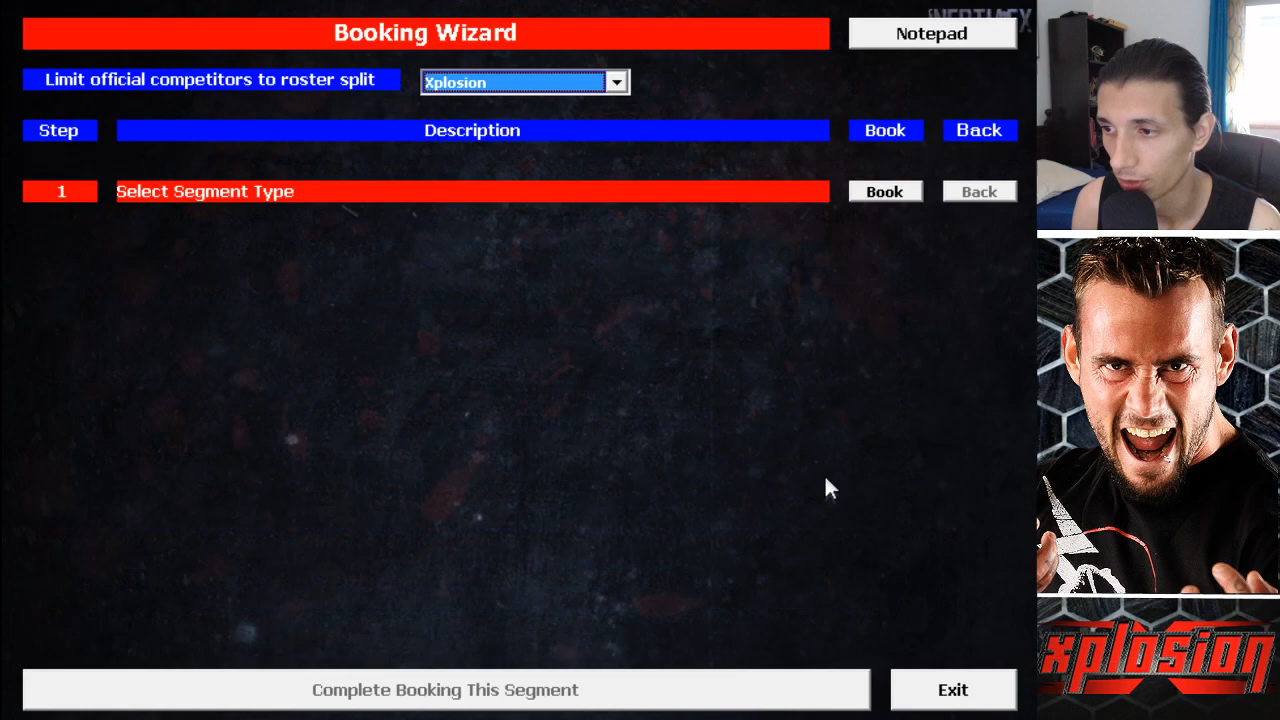 Booking Wizard
Notepad
Limit official competitors to roster split
Xplosion
Step
Description
Book
Back
1
Select Segment Type
Book
Back
Complete Booking This Segment
Exit
xplosion